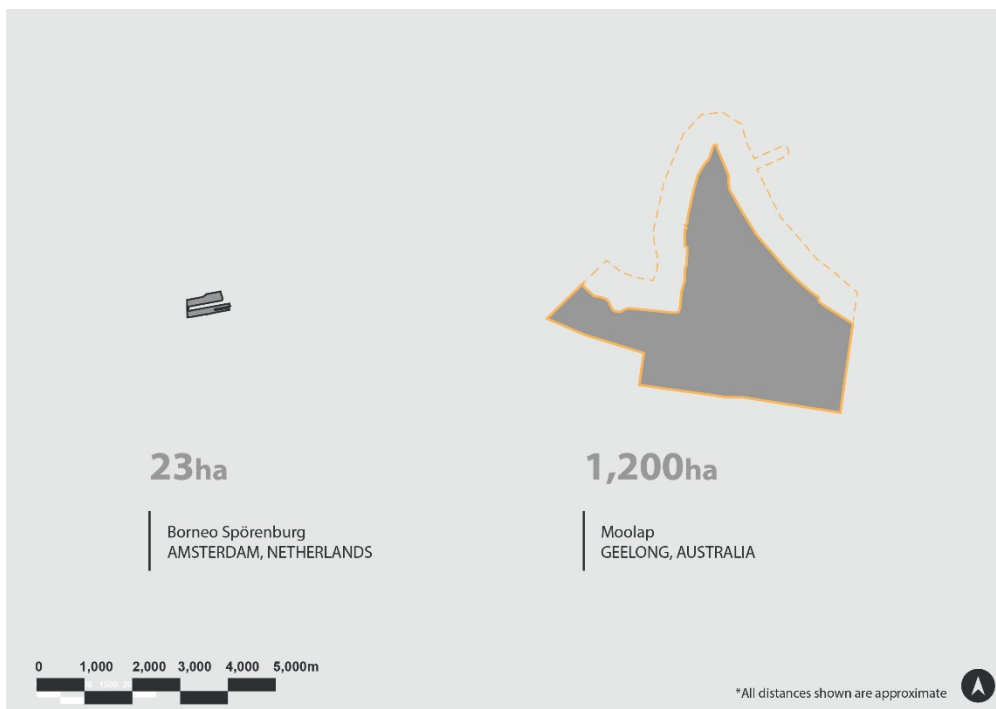 23ha
Borneo Spörenburg
AMSTERDAM, NETHERLANDS
1,200ha
Moolap
GEELONG, AUSTRALIA
0 1,000 2,000 3,000 4,000 5,000m
*All distances shown are approximate